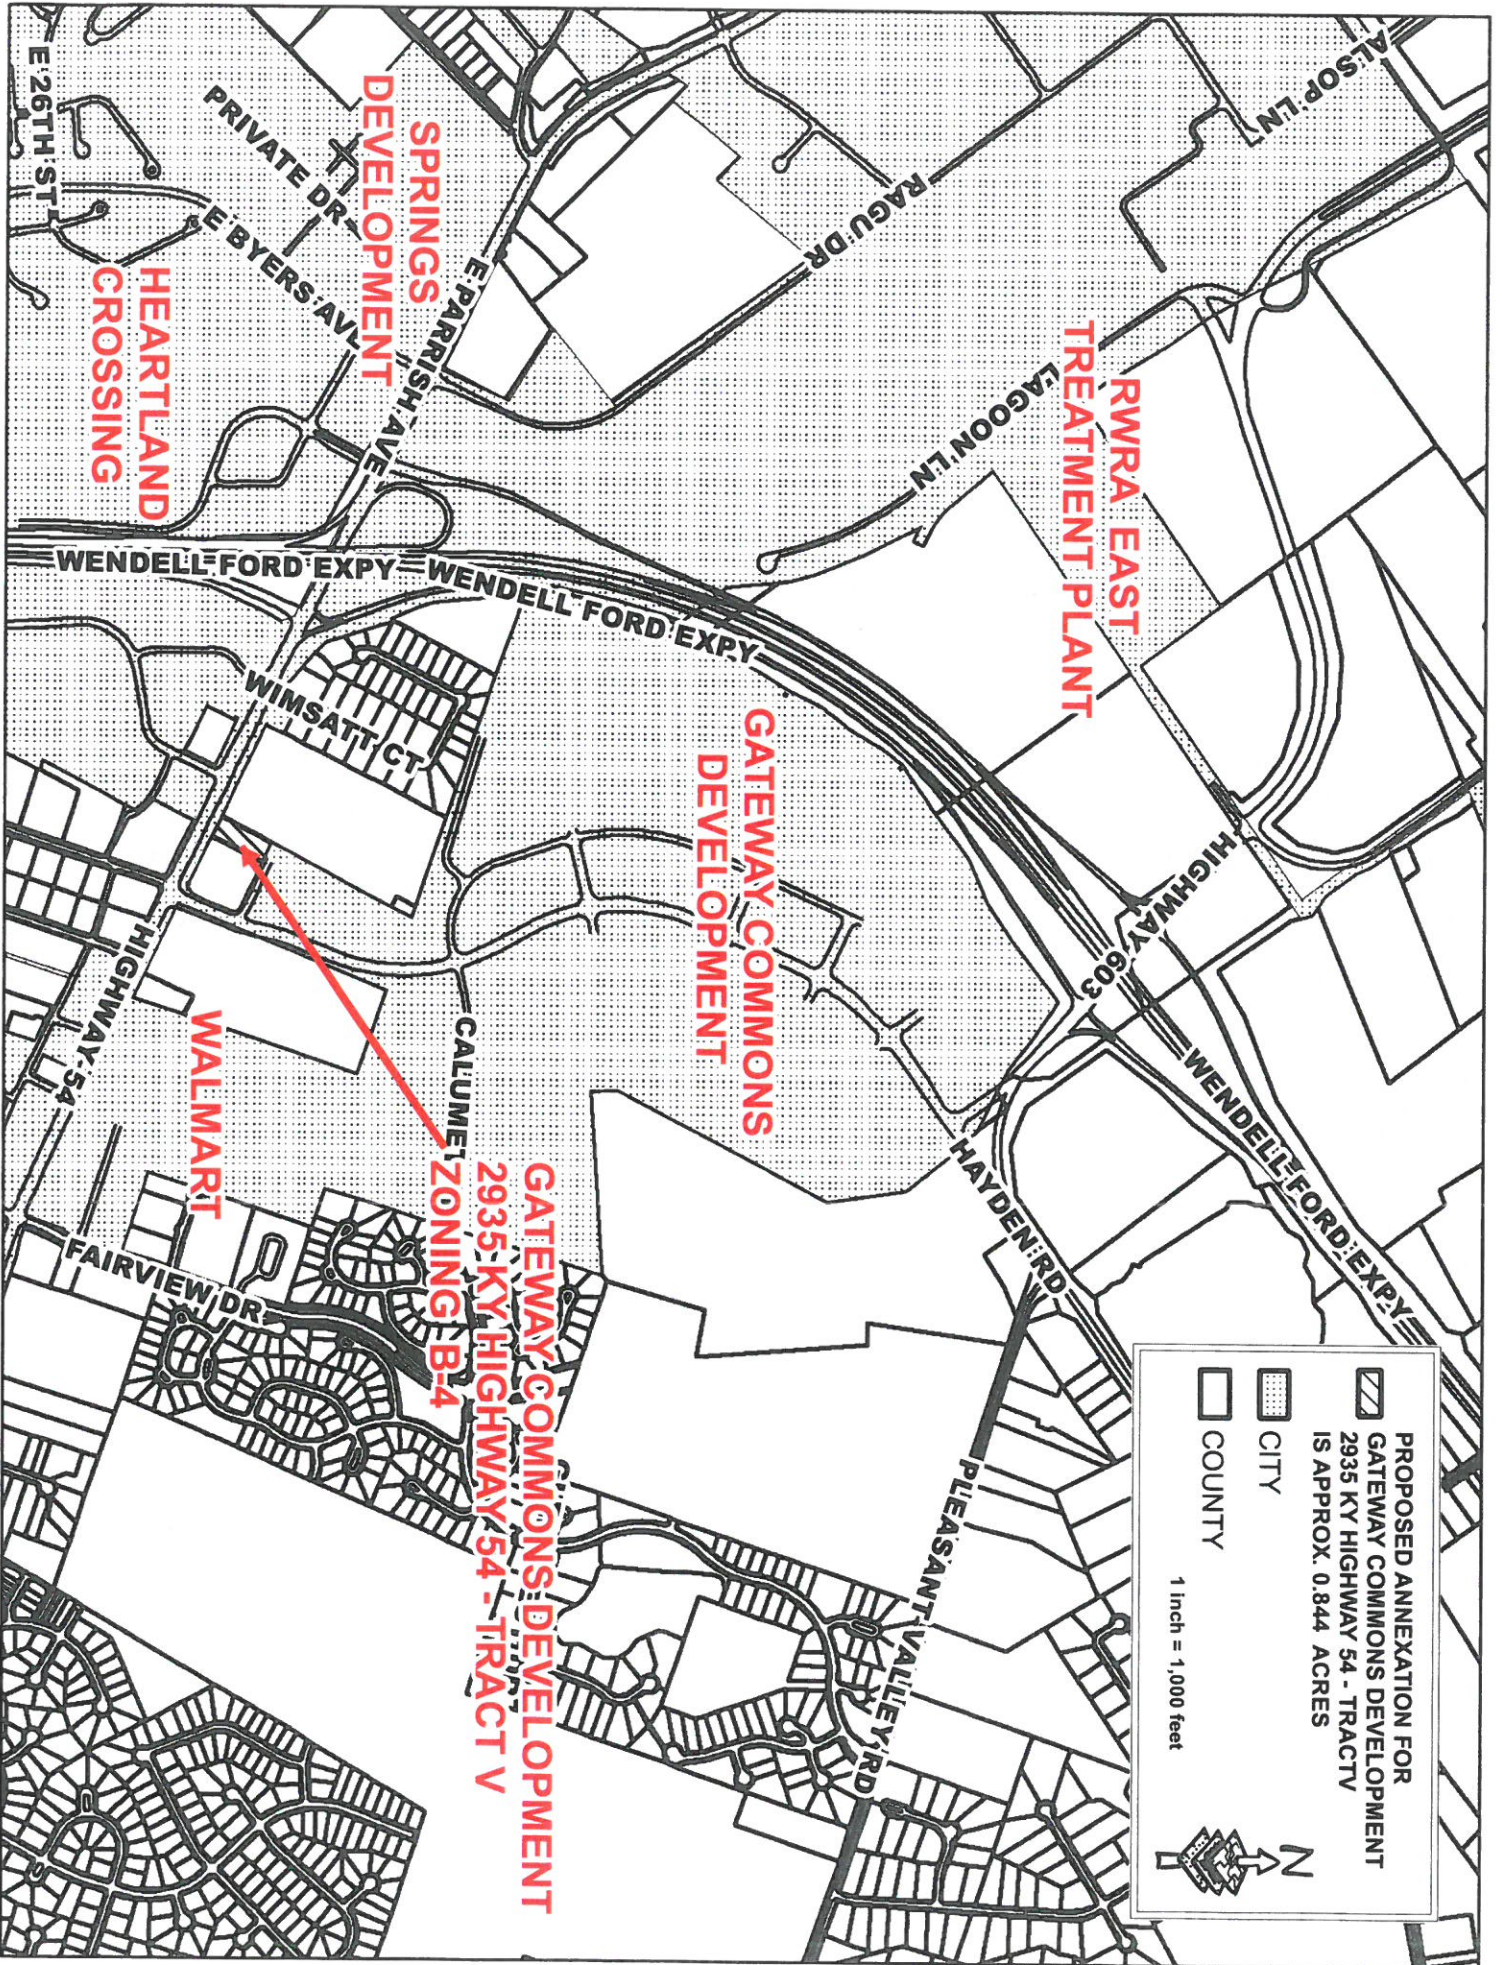 PROPOSED ANNEXATION FOR
GATEWAY COMMONS DEVELOPMENT
2935 KY HIGHWAY 54 - TRACTV
IS APPROX. 0.844 ACRES
CITY
COUNTY
1 inch = 1,000 feet
N
ALSOP LN
RWRA EAST
TREATMENT PLANT
HIGHWAY 603
WENDELL FORD EXPY
HAYDEN RD
PLEASANT VALLEY RD
RAGU DR
LAGOON LN
GATEWAY COMMONS
DEVELOPMENT
WENDELL FORD EXPY
WENDELL FORD EXPY
GATEWAY COMMONS DEVELOPMENT
2935 KY HIGHWAY 54 - TRACT V
ZONING B-4
CALUMET
SPRINGS
DEVELOPMENT
E PARRISH AVE
PRIVATE DR
E BYERS AVE
WIMSATT CT
WALMART
HEARTLAND
CROSSING
HIGHWAY 54
FAIRVIEW DR
E 26TH ST